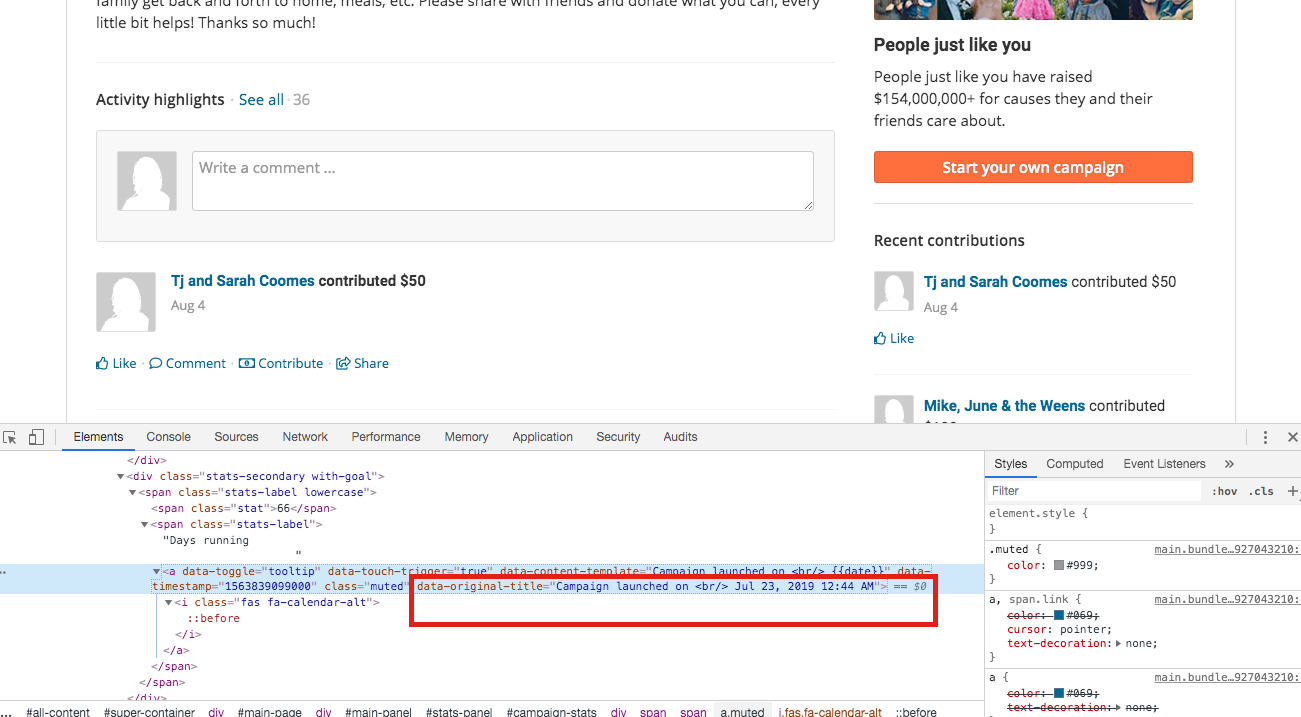 family get back and forth to home, meals, etc. Please share with friends and donate what you can, every
little bit helps! Thanks so much!
Activity highlights · See all · 36
Write a comment ...
Tj and Sarah Coomes contributed $50
Aug 4
Like · Comment · Contribute · Share
People just like you
People just like you have raised
$154,000,000+ for causes they and their
friends care about.
Start your own campaign
Recent contributions
Tj and Sarah Coomes contributed $50
Aug 4
Like
Mike, June & the Weens contributed
Elements Console Sources Network Performance Memory Application Security Audits
</div>
<div class="stats-secondary with-goal">
<span class="stats-label lowercase">
<span class="stat">66</span>
<span class="stats-label">
"Days running
"
<a data-toggle="tooltip" data-touch-trigger="true" data-content-template="Campaign launched on <br/> {{date}}" data-
timestamp="1563839099000" class="muted" data-original-title="Campaign launched on <br/> Jul 23, 2019 12:44 AM"> == $0
<i class="fas fa-calendar-alt">
::before
</i>
</a>
</span>
</span>
</div>
... #all-content #super-container div #main-page div #main-panel #stats-panel #campaign-stats div span span a.muted i.fas.fa-calendar-alt ::before
Styles Computed Event Listeners »
Filter :hov .cls +
element.style {
}
.muted { main.bundle…927043210:
color: #999;
}
a, span.link { main.bundle…927043210:
color: #069;
cursor: pointer;
text-decoration: none;
}
a { main.bundle…927043210:
color: #069;
text-decoration: none;